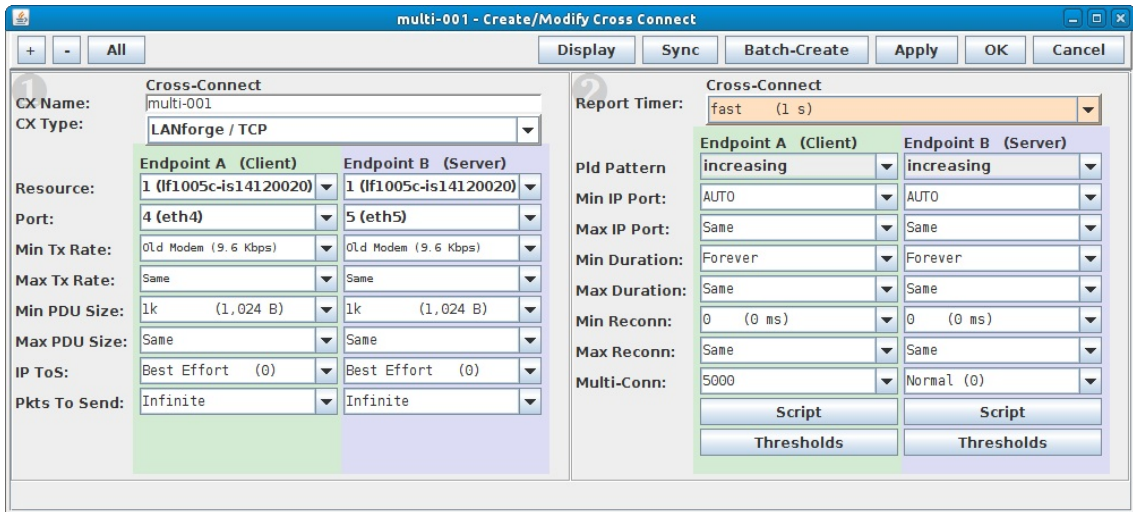 multi-001 - Create/Modify Cross Connect
+ - All Display Sync Batch-Create Apply OK Cancel
1
Cross-Connect
CX Name: multi-001
CX Type: LANforge / TCP
Endpoint A (Client) Endpoint B (Server)
Resource: 1 (lf1005c-is14120020) 1 (lf1005c-is14120020)
Port: 4 (eth4) 5 (eth5)
Min Tx Rate: Old Modem (9.6 Kbps) Old Modem (9.6 Kbps)
Max Tx Rate: Same Same
Min PDU Size: 1k (1,024 B) 1k (1,024 B)
Max PDU Size: Same Same
IP ToS: Best Effort (0) Best Effort (0)
Pkts To Send: Infinite Infinite
2
Cross-Connect
Report Timer: fast (1 s)
Endpoint A (Client) Endpoint B (Server)
Pld Pattern increasing increasing
Min IP Port: AUTO AUTO
Max IP Port: Same Same
Min Duration: Forever Forever
Max Duration: Same Same
Min Reconn: 0 (0 ms) 0 (0 ms)
Max Reconn: Same Same
Multi-Conn: 5000 Normal (0)
Script Script
Thresholds Thresholds